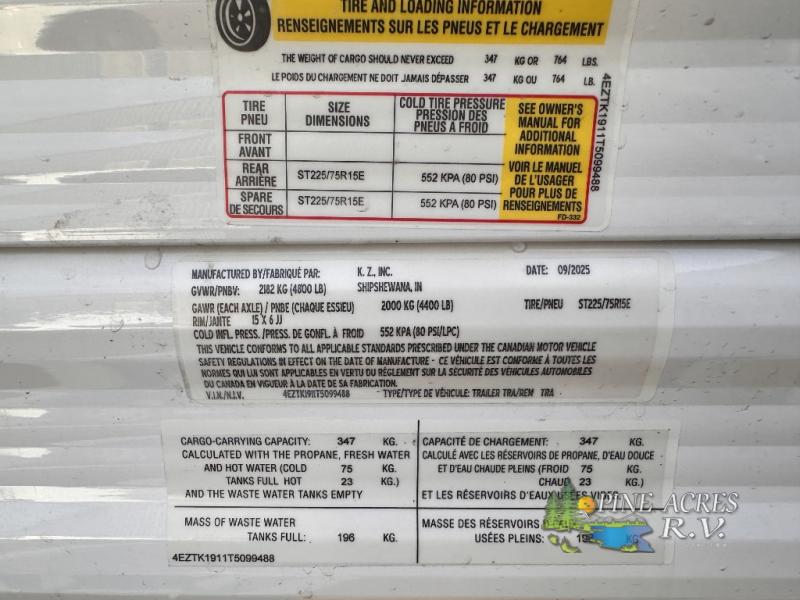 TIRE AND LOADING INFORMATION
RENSEIGNEMENTS SUR LES PNEUS ET LE CHARGEMENT
THE WEIGHT OF CARGO SHOULD NEVER EXCEED 347 KG OR 764 LBS.
LE POIDS DU CHARGEMENT NE DOIT JAMAIS DÉPASSER 347 KG OU 764 LB.
TIRE PNEU
SIZE DIMENSIONS
COLD TIRE PRESSURE
PRESSION DES PNEUS A FROID
FRONT AVANT
REAR ARRIÈRE ST225/75R15E 552 KPA (80 PSI)
SPARE DE SECOURS ST225/75R15E 552 KPA (80 PSI)
SEE OWNER'S
MANUAL FOR
ADDITIONAL
INFORMATION
VOIR LE MANUEL
DE L'USAGER
POUR PLUS DE
RENSEIGNEMENTS
FD-332
4EZTK1911T5099488
MANUFACTURED BY/FABRIQUÉ PAR: K. Z., INC. DATE: 09/2025
GVWR/PNBV: 2182 KG (4800 LB) SHIPSHEWANA, IN
GAWR (EACH AXLE) / PNBE (CHAQUE ESSIEU) 2000 KG (4400 LB) TIRE/PNEU ST225/75R15E
RIM/JANTE 15 X 6 JJ
COLD INFL. PRESS./PRESS. DE GONFL. À FROID 552 KPA (80 PSI/LPC)
THIS VEHICLE CONFORMS TO ALL APPLICABLE STANDARDS PRESCRIBED UNDER THE CANADIAN MOTOR VEHICLE
SAFETY REGULATIONS IN EFFECT ON THE DATE OF MANUFACTURE - CE VÉHICULE EST CONFORME À TOUTES LES
NORMES QUI LUI SONT APPLICABLES EN VERTU DU RÈGLEMENT SUR LA SÉCURITÉ DES VÉHICULES AUTOMOBILES
DU CANADA EN VIGUEUR À LA DATE DE SA FABRICATION.
V.I.N./N.I.V. 4EZTK1911T5099488 TYPE/TYPE DE VÉHICULE: TRAILER TRA/REM TRA
CARGO-CARRYING CAPACITY: 347 KG.
CALCULATED WITH THE PROPANE, FRESH WATER
AND HOT WATER (COLD 75 KG.
TANKS FULL HOT 23 KG.)
AND THE WASTE WATER TANKS EMPTY
CAPACITÉ DE CHARGEMENT: 347 KG.
CALCULÉ AVEC LES RÉSERVOIRS DE PROPANE, D'EAU DOUCE
ET D'EAU CHAUDE PLEINS (FROID 75 KG.
CHAUD 23 KG.)
ET LES RÉSERVOIRS D'EAUX USÉES VIDES
MASS OF WASTE WATER
TANKS FULL: 196 KG.
MASSE DES RÉSERVOIRS
USÉES PLEINS: KG.
4EZTK1911T5099488
PINE ACRES
R.V.